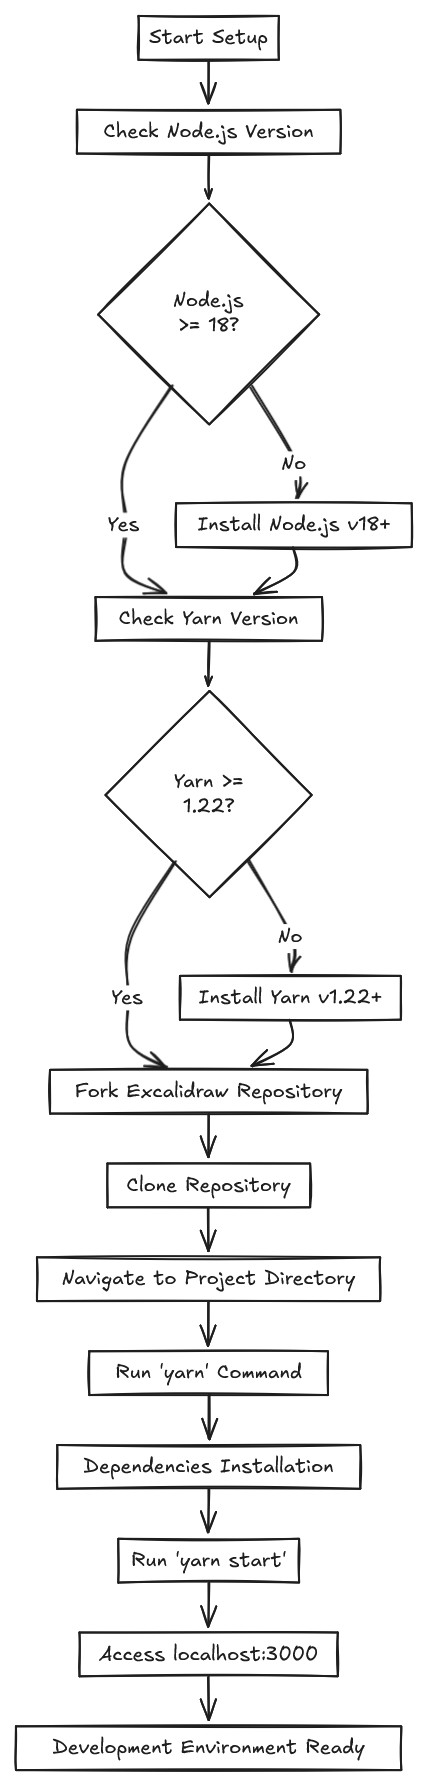 Start Setup
Check Node.js Version
Node.js
>= 18?
No
Yes
Install Node.js v18+
Check Yarn Version
Yarn >=
1.22?
No
Yes
Install Yarn v1.22+
Fork Excalidraw Repository
Clone Repository
Navigate to Project Directory
Run 'yarn' Command
Dependencies Installation
Run 'yarn start'
Access localhost:3000
Development Environment Ready